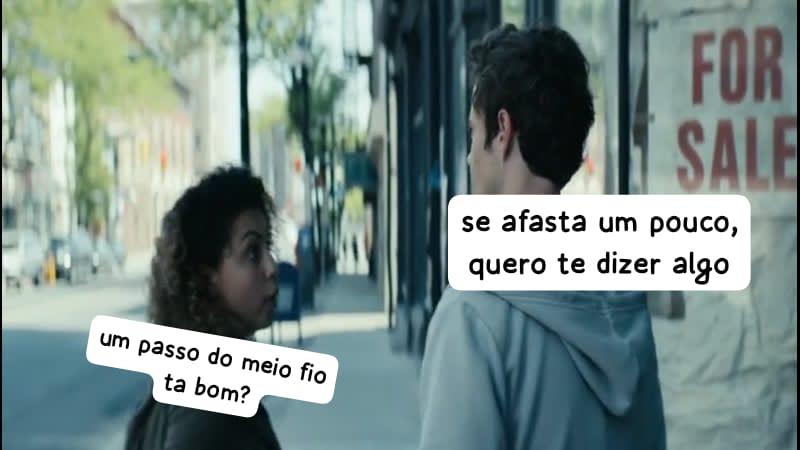 FOR
SALE
se afasta um pouco,
quero te dizer algo
um passo do meio fio
ta bom?